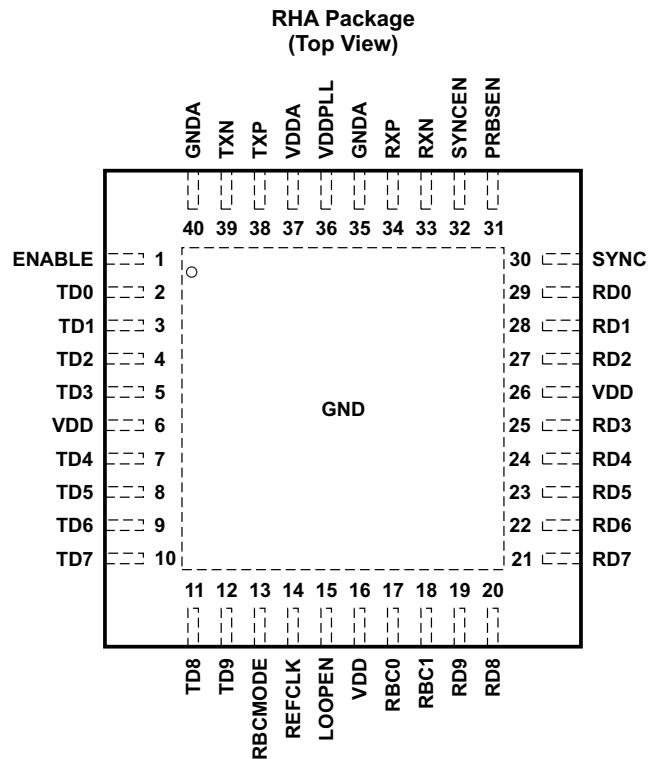 RHA Package
(Top View)
GNDA TXN TXP VDDA VDDPLL GNDA RXP RXN SYNCEN PRBSEN
40 39 38 37 36 35 34 33 32 31
ENABLE 1 30 SYNC
TD0 2 29 RD0
TD1 3 28 RD1
TD2 4 27 RD2
TD3 5 26 VDD
GND
VDD 6 25 RD3
TD4 7 24 RD4
TD5 8 23 RD5
TD6 9 22 RD6
TD7 10 21 RD7
11 12 13 14 15 16 17 18 19 20
TD8 TD9 RBCMODE REFCLK LOOPEN VDD RBC0 RBC1 RD9 RD8